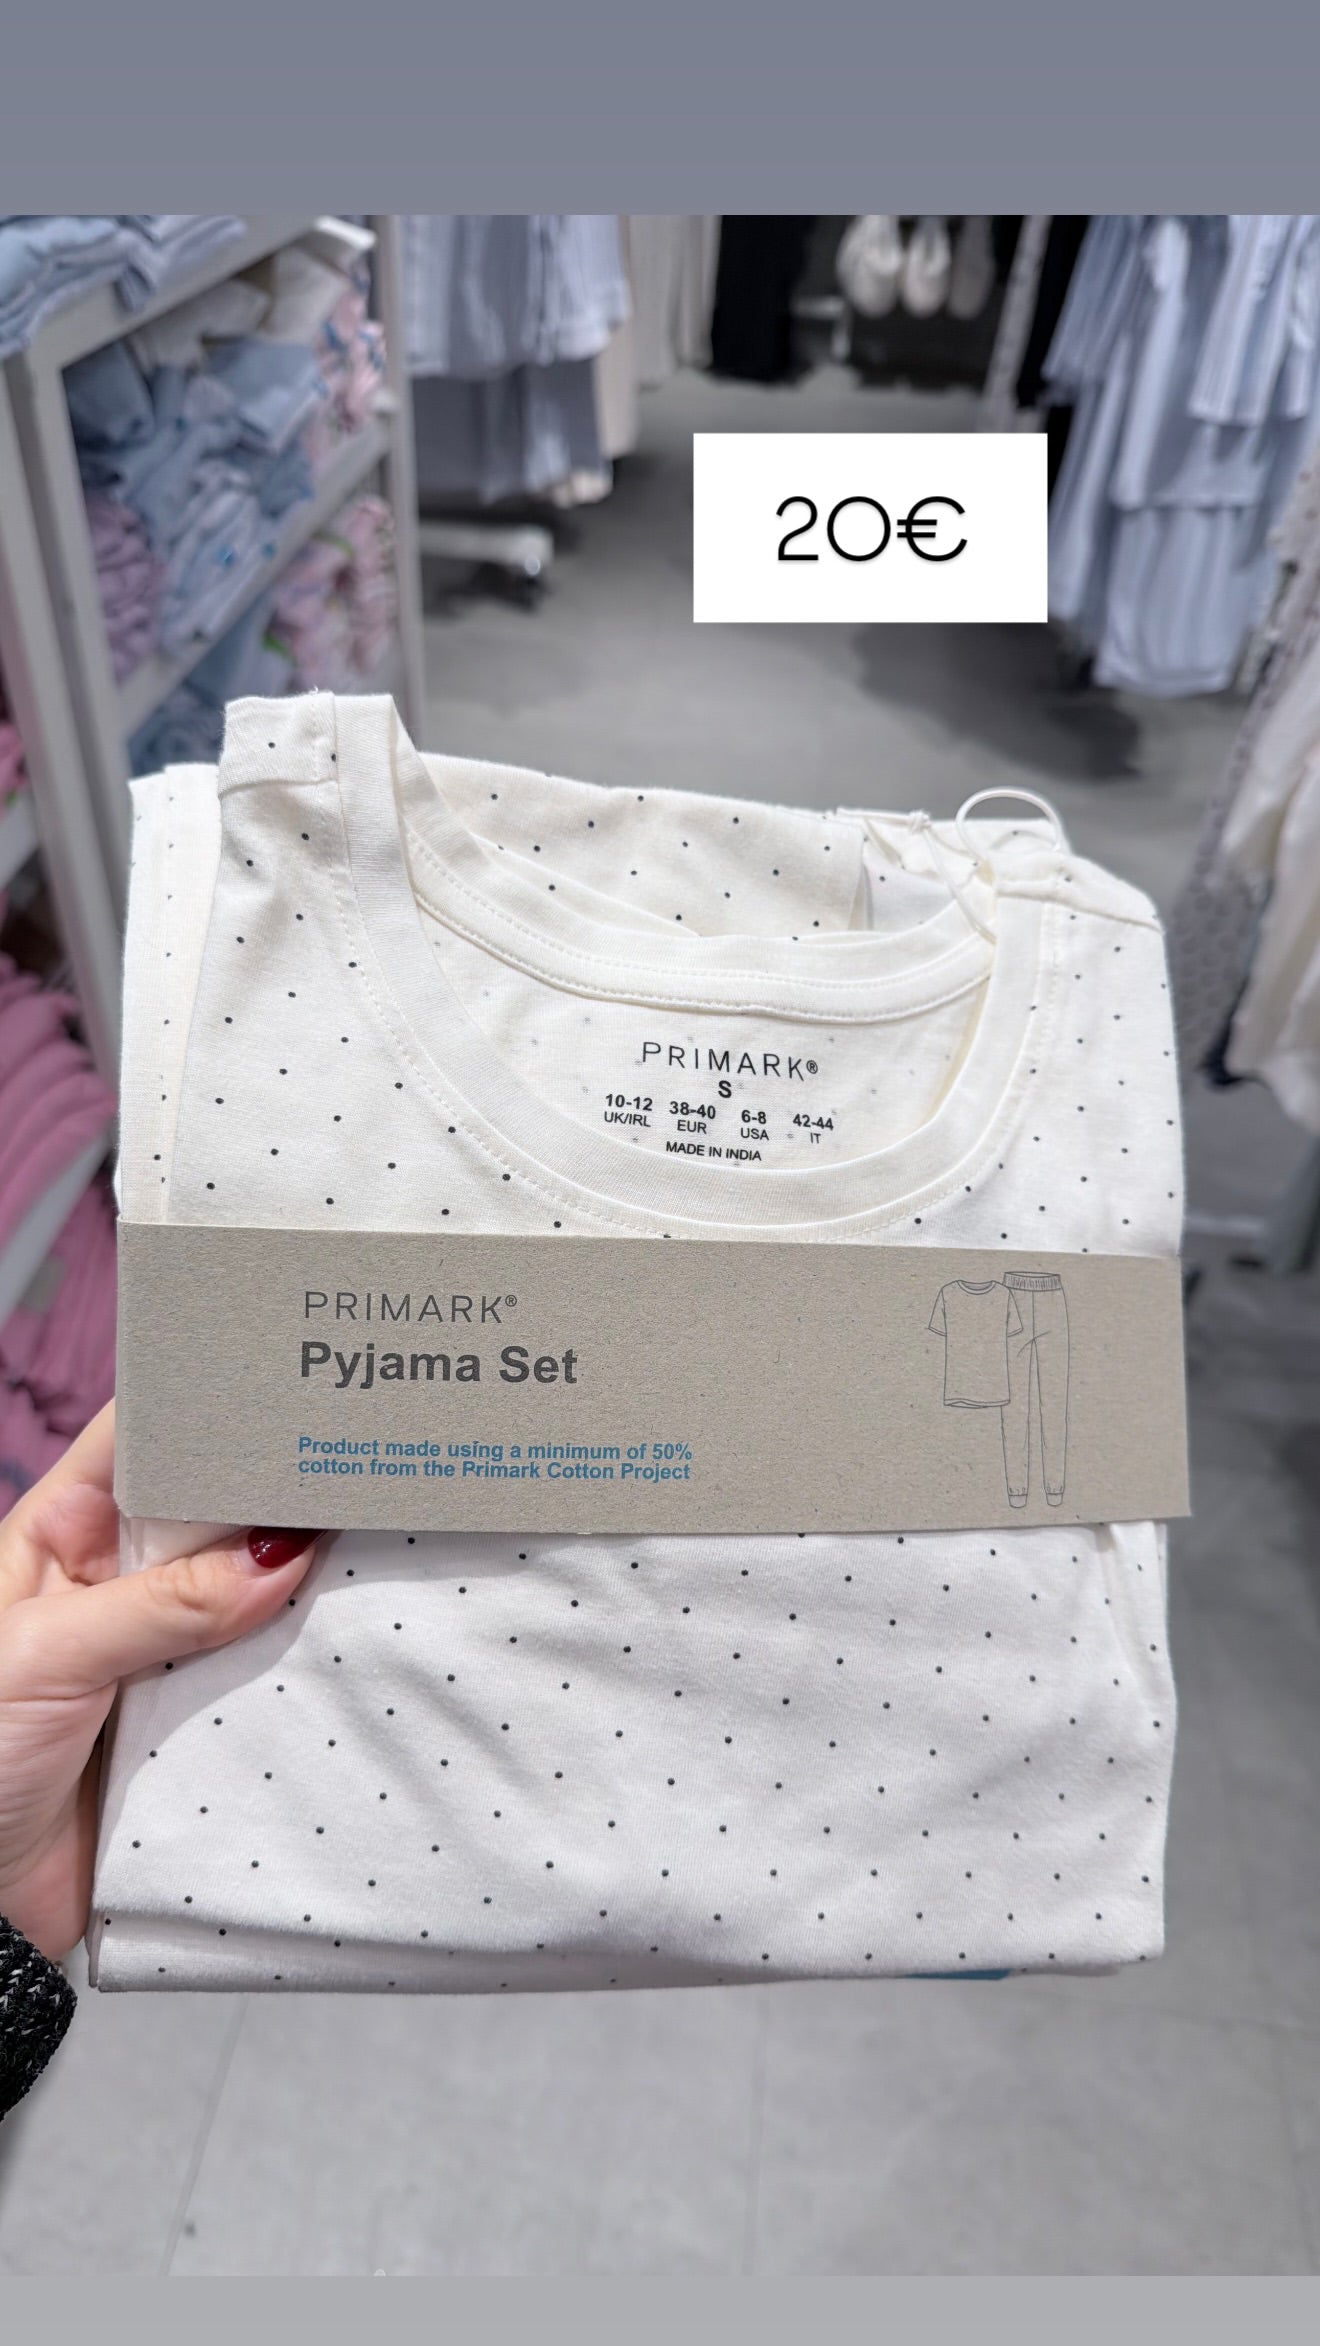 20€
PRIMARK®
S
10-12 38-40 6-8 42-44
UK/IRL EUR USA IT
MADE IN INDIA
PRIMARK®
Pyjama Set
Product made using a minimum of 50%
cotton from the Primark Cotton Project